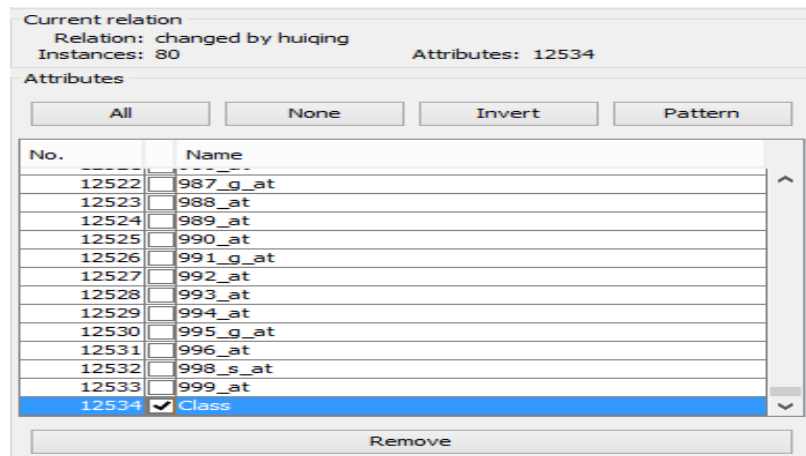 Current relation
Relation: changed by huiqing
Instances: 80 Attributes: 12534
Attributes
All None Invert Pattern
No. Name
12522 987_g_at
12523 988_at
12524 989_at
12525 990_at
12526 991_g_at
12527 992_at
12528 993_at
12529 994_at
12530 995_g_at
12531 996_at
12532 998_s_at
12533 999_at
12534 Class
Remove